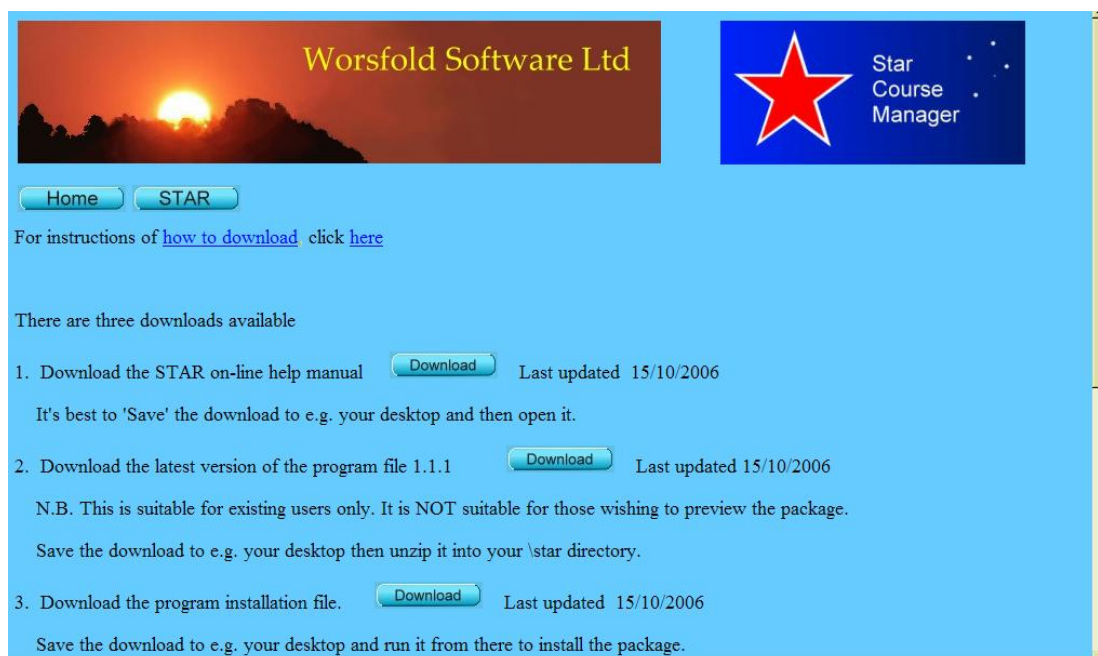 Worsfold Software Ltd
Star
Course
Manager
Home STAR
For instructions of how to download, click here
There are three downloads available
1. Download the STAR on-line help manual Download Last updated 15/10/2006
It's best to 'Save' the download to e.g. your desktop and then open it.
2. Download the latest version of the program file 1.1.1 Download Last updated 15/10/2006
N.B. This is suitable for existing users only. It is NOT suitable for those wishing to preview the package.
Save the download to e.g. your desktop then unzip it into your \star directory.
3. Download the program installation file. Download Last updated 15/10/2006
Save the download to e.g. your desktop and run it from there to install the package.